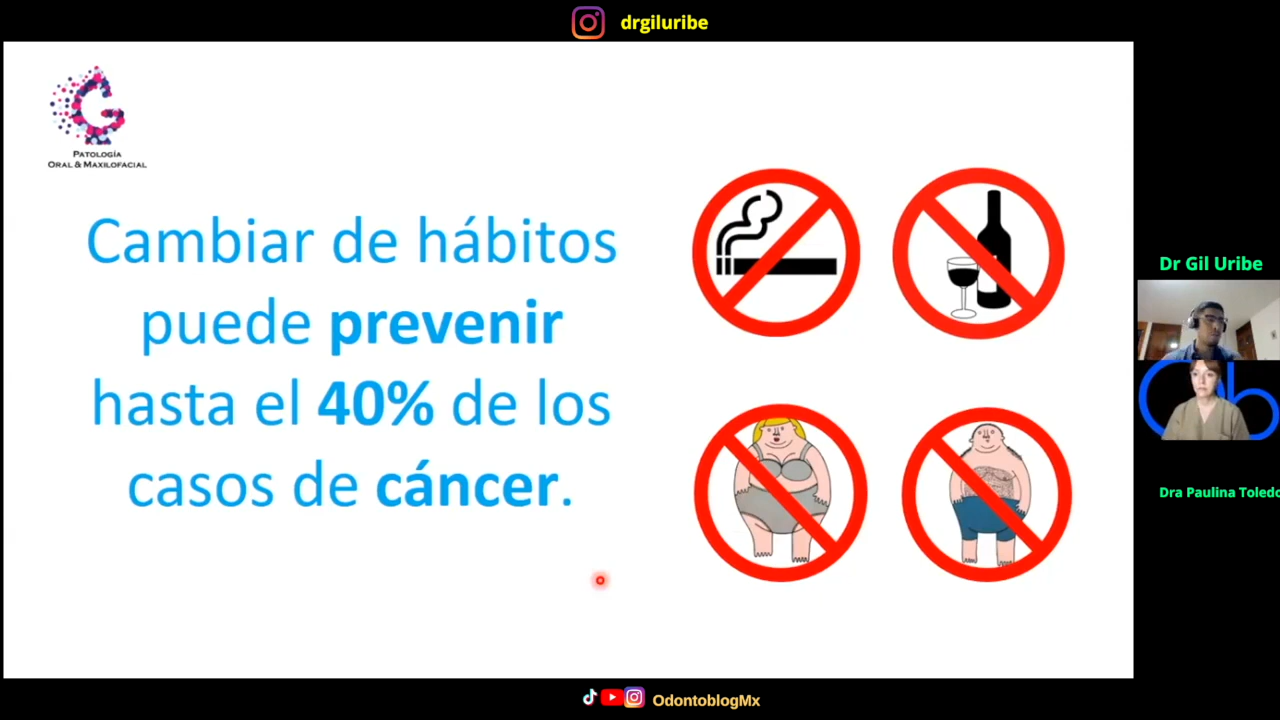 drgiluribe
PATOLOGÍA
ORAL & MAXILOFACIAL
Cambiar de hábitos
puede prevenir
hasta el 40% de los
casos de cáncer.
Dr Gil Uribe
Dra Paulina Toledo
OdontoblogMx